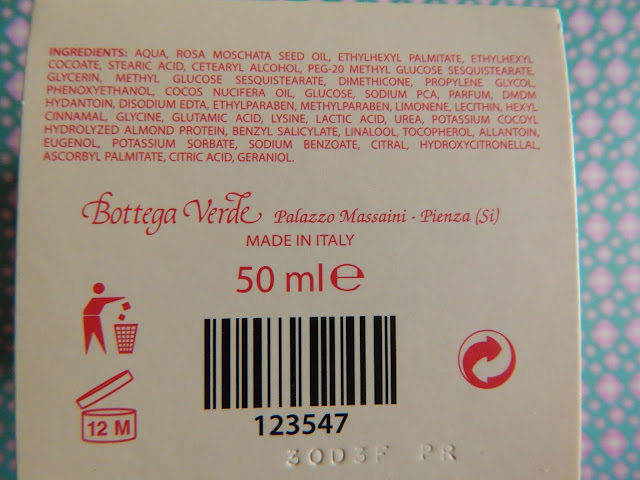 INGREDIENTS: AQUA, ROSA MOSCHATA SEED OIL, ETHYLHEXYL PALMITATE, ETHYLHEXYL
COCOATE, STEARIC ACID, CETEARYL ALCOHOL, PEG-20 METHYL GLUCOSE SESQUISTEARATE,
GLYCERIN, METHYL GLUCOSE SESQUISTEARATE, DIMETHICONE, PROPYLENE GLYCOL,
PHENOXYETHANOL, COCOS NUCIFERA OIL, GLUCOSE, SODIUM PCA, PARFUM, DMDM
HYDANTOIN, DISODIUM EDTA, ETHYLPARABEN, METHYLPARABEN, LIMONENE, LECITHIN, HEXYL
CINNAMAL, GLYCINE, GLUTAMIC ACID, LYSINE, LACTIC ACID, UREA, POTASSIUM COCOYL
HYDROLYZED ALMOND PROTEIN, BENZYL SALICYLATE, LINALOOL, TOCOPHEROL, ALLANTOIN,
EUGENOL, POTASSIUM SORBATE, SODIUM BENZOATE, CITRAL, HYDROXYCITRONELLAL,
ASCORBYL PALMITATE, CITRIC ACID, GERANIOL.
Bottega Verde Palazzo Massaini - Pienza (Si)
MADE IN ITALY
50 ml ℮
12 M
123547
30D3F PR